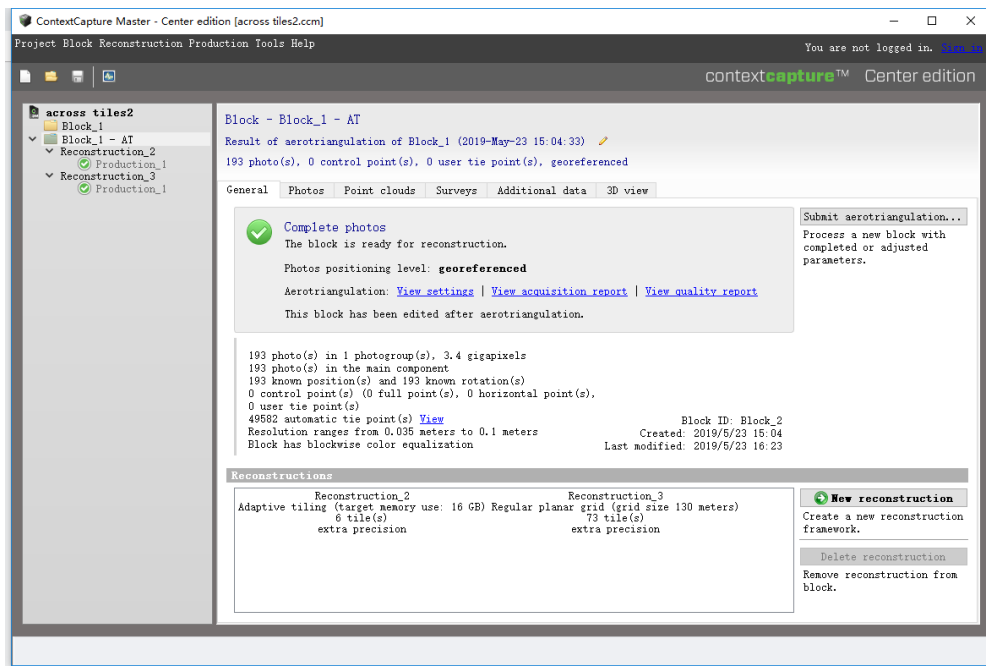 ContextCapture Master - Center edition [across tiles2.ccm]
Project Block Reconstruction Production Tools Help
You are not logged in. Sign in
contextcapture™ Center edition
across tiles2
Block_1
Block_1 - AT
Reconstruction_2
Production_1
Reconstruction_3
Production_1
Block - Block_1 - AT
Result of aerotriangulation of Block_1 (2019-May-23 15:04:33)
193 photo(s), 0 control point(s), 0 user tie point(s), georeferenced
General Photos Point clouds Surveys Additional data 3D view
Complete photos
The block is ready for reconstruction.
Photos positioning level: georeferenced
Aerotriangulation: View settings | View acquisition report | View quality report
This block has been edited after aerotriangulation.
Submit aerotriangulation...
Process a new block with
completed or adjusted
parameters.
193 photo(s) in 1 photogroup(s), 3.4 gigapixels
193 photo(s) in the main component
193 known position(s) and 193 known rotation(s)
0 control point(s) (0 full point(s), 0 horizontal point(s),
0 user tie point(s)
49582 automatic tie point(s) View
Resolution ranges from 0.035 meters to 0.1 meters
Block has blockwise color equalization
Block ID: Block_2
Created: 2019/5/23 15:04
Last modified: 2019/5/23 16:23
Reconstructions
Reconstruction_2
Adaptive tiling (target memory use: 16 GB)
6 tile(s)
extra precision
Reconstruction_3
Regular planar grid (grid size 130 meters)
73 tile(s)
extra precision
New reconstruction
Create a new reconstruction
framework.
Delete reconstruction
Remove reconstruction from
block.